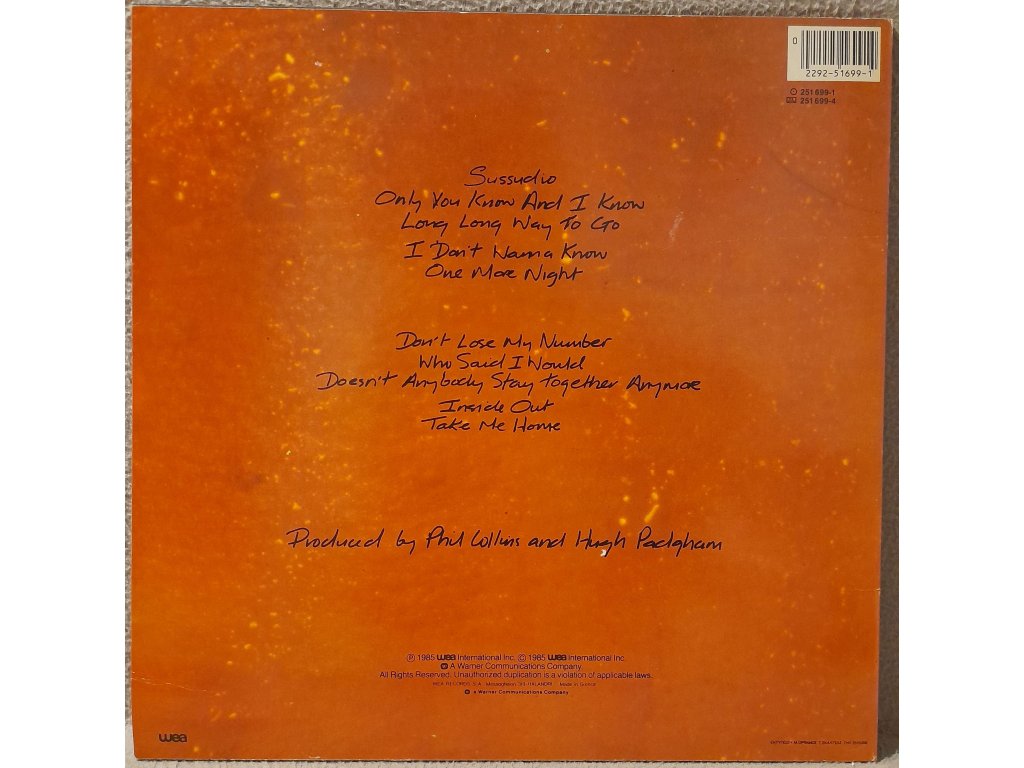 0
2292-51699-1
251 699-1
251 699-4
Sussudio
Only You Know And I Know
Long Long Way To Go
I Don't Wanna Know
One More Night
Don't Lose My Number
Who Said I Would
Doesn't Anybody Stay Together Anymore
Inside Out
Take Me Home
Produced by Phil Collins and Hugh Padgham
℗ 1985 wea International Inc. © 1985 wea International Inc.
A Warner Communications Company
All Rights Reserved. Unauthorized duplication is a violation of applicable laws.
WEA RECORDS S.A. Made in Greece
a Warner Communications Company
wea